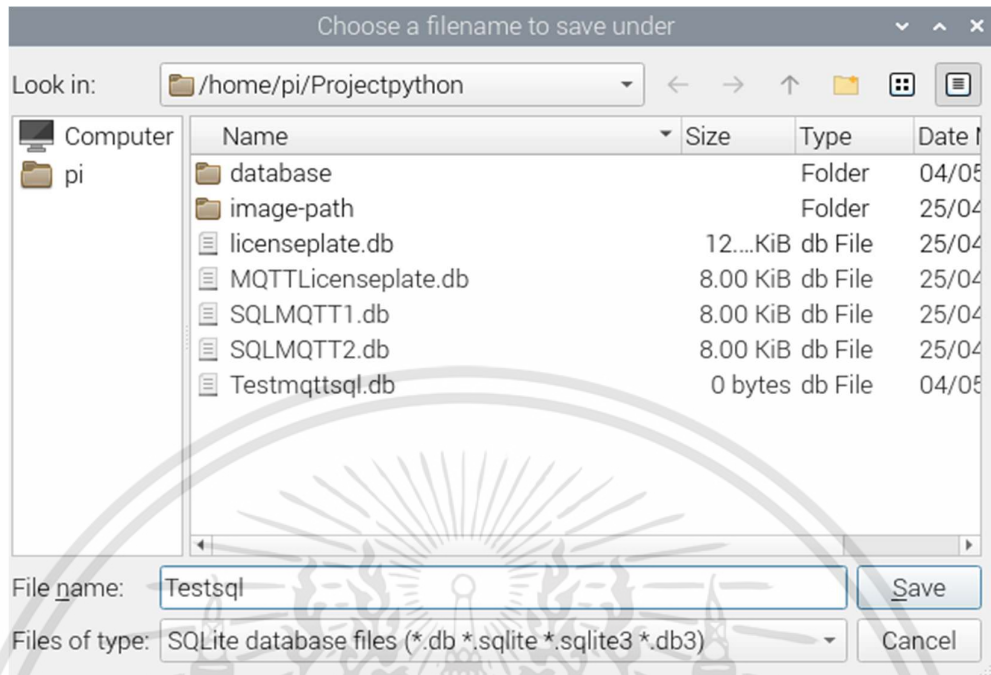 Choose a filename to save under
Look in: /home/pi/Projectpython
Computer
pi
Name Size Type Date
database Folder 04/05
image-path Folder 25/04
licenseplate.db 12....KiB db File 25/04
MQTTLicenseplate.db 8.00 KiB db File 25/04
SQLMQTT1.db 8.00 KiB db File 25/04
SQLMQTT2.db 8.00 KiB db File 25/04
Testmqttsql.db 0 bytes db File 04/05
File name: Testsql Save
Files of type: SQLite database files (*.db *.sqlite *.sqlite3 *.db3) Cancel